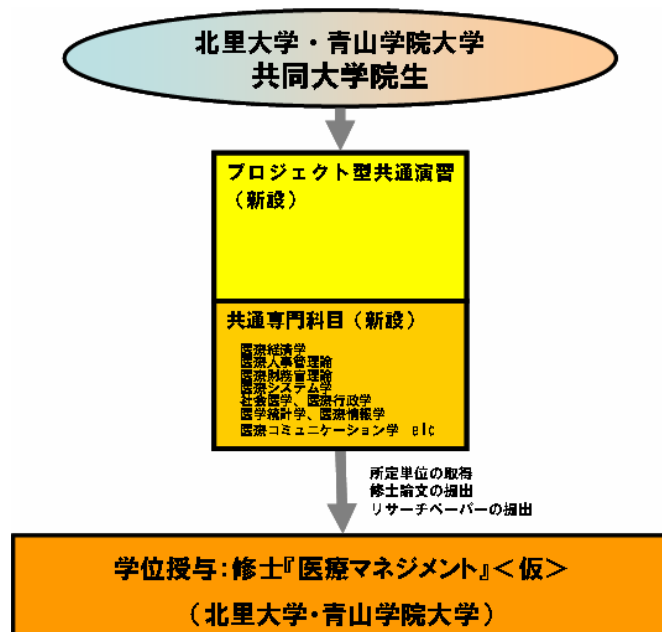 北里大学・青山学院大学
共同大学院生
プロジェクト型共通演習
（新設）
共通専門科目（新設）
医療経済学
医療人事管理論
医療財務管理論
医療システム学
社会医学、医療行政学
医学統計学、医療情報学
医療コミュニケーション学 etc
所定単位の取得
修士論文の提出
リサーチペーパーの提出
学位授与：修士『医療マネジメント』＜仮＞
（北里大学・青山学院大学）